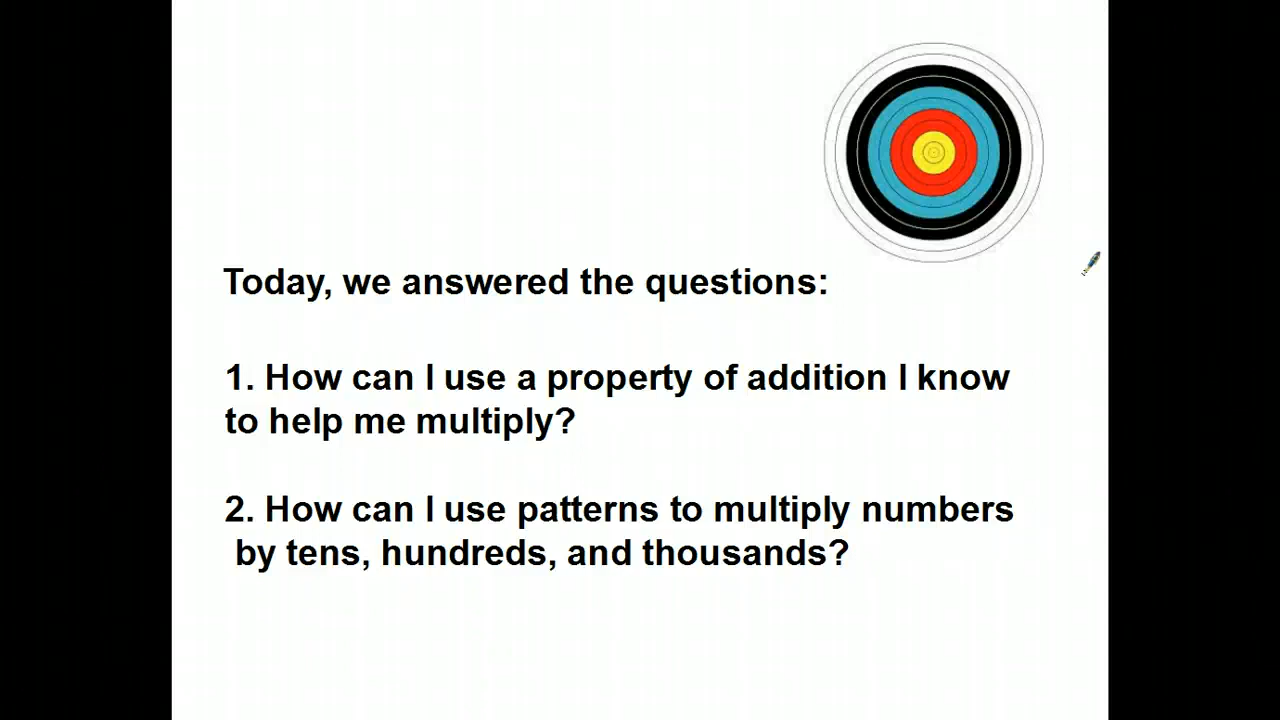 Today, we answered the questions:
1. How can I use a property of addition I know
to help me multiply?
2. How can I use patterns to multiply numbers
by tens, hundreds, and thousands?